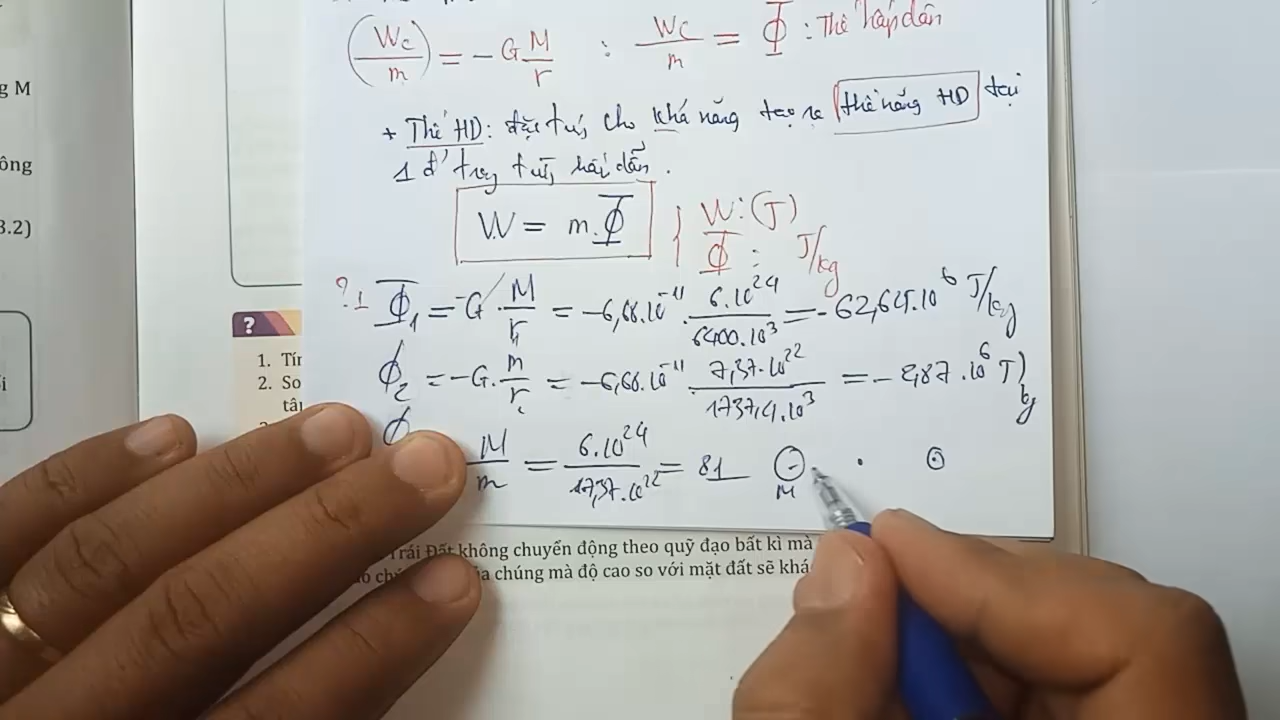 (Wc/m) = - G M/r : Wc/m = Φ : Thế hấp dẫn
+ Thế HD: đặc trưng cho khả năng tạo ra thế năng HD tại
1 đ' trong trường hấp dẫn.
W = m.Φ { W: (J)
Φ : J/kg
?1 Φ₁ = -G . M/r = -6,68.10⁻¹¹ . 6.10²⁴/6400.10³ = -62,625.10⁶ J/kg
Φ₂ = -G. m/r = -6,68.10⁻¹¹ 7,37.10²²/1737,4.10³ = - 2,87 .10⁶ J/kg
Φ M/m = 6.10²⁴/17,37.10²² = 81 M
g M
ông
3.2)
ối
?
1. Tín
2. So
tâ
Trái Đất không chuyển động theo quỹ đạo bất kì mà
của chúng mà độ cao so với mặt đất sẽ khá